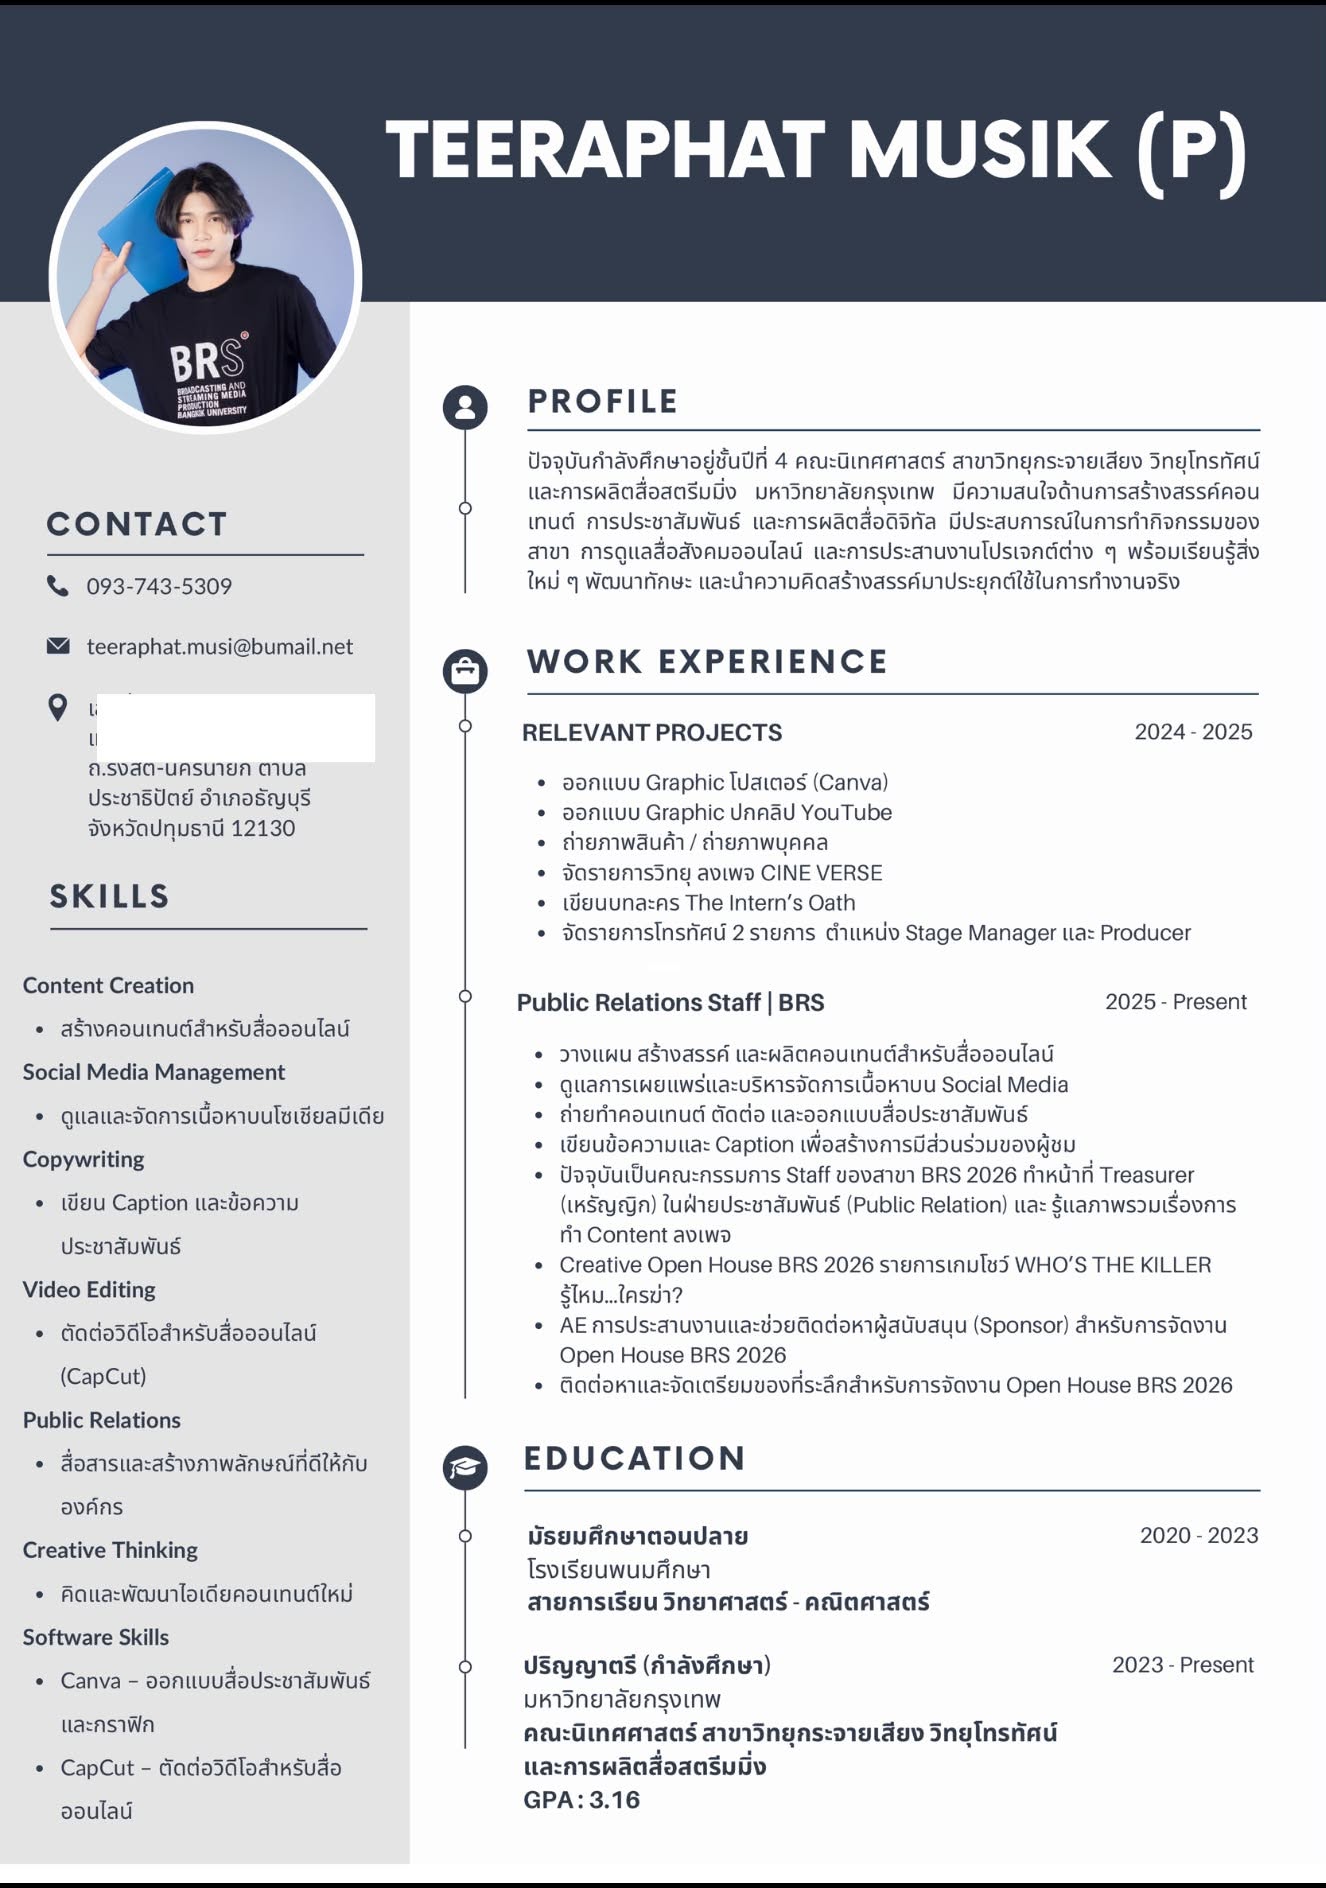 TEERAPHAT MUSIK (P)
BRS
BROADCASTING AND
STREAMING MEDIA
PRODUCTION
BANGKOK UNIVERSITY
CONTACT
093-743-5309
teeraphat.musi@bumail.net
ถ.รังสิต-นครนายก ตำบล
ประชาธิปัตย์ อำเภอธัญบุรี
จังหวัดปทุมธานี 12130
SKILLS
Content Creation
• สร้างคอนเทนต์สำหรับสื่อออนไลน์
Social Media Management
• ดูแลและจัดการเนื้อหาบนโซเชียลมีเดีย
Copywriting
• เขียน Caption และข้อความ
ประชาสัมพันธ์
Video Editing
• ตัดต่อวิดีโอสำหรับสื่อออนไลน์
(CapCut)
Public Relations
• สื่อสารและสร้างภาพลักษณ์ที่ดีให้กับ
องค์กร
Creative Thinking
• คิดและพัฒนาไอเดียคอนเทนต์ใหม่
Software Skills
• Canva – ออกแบบสื่อประชาสัมพันธ์
และกราฟิก
• CapCut – ตัดต่อวิดีโอสำหรับสื่อ
ออนไลน์
PROFILE
ปัจจุบันกำลังศึกษาอยู่ชั้นปีที่ 4 คณะนิเทศศาสตร์ สาขาวิทยุกระจายเสียง วิทยุโทรทัศน์
และการผลิตสื่อสตรีมมิ่ง มหาวิทยาลัยกรุงเทพ มีความสนใจด้านการสร้างสรรค์คอน
เทนต์ การประชาสัมพันธ์ และการผลิตสื่อดิจิทัล มีประสบการณ์ในการทำกิจกรรมของ
สาขา การดูแลสื่อสังคมออนไลน์ และการประสานงานโปรเจกต์ต่าง ๆ พร้อมเรียนรู้สิ่ง
ใหม่ ๆ พัฒนาทักษะ และนำความคิดสร้างสรรค์มาประยุกต์ใช้ในการทำงานจริง
WORK EXPERIENCE
RELEVANT PROJECTS 2024 - 2025
• ออกแบบ Graphic โปสเตอร์ (Canva)
• ออกแบบ Graphic ปกคลิป YouTube
• ถ่ายภาพสินค้า / ถ่ายภาพบุคคล
• จัดรายการวิทยุ ลงเพจ CINE VERSE
• เขียนบทละคร The Intern’s Oath
• จัดรายการโทรทัศน์ 2 รายการ ตำแหน่ง Stage Manager และ Producer
Public Relations Staff | BRS 2025 - Present
• วางแผน สร้างสรรค์ และผลิตคอนเทนต์สำหรับสื่อออนไลน์
• ดูแลการเผยแพร่และบริหารจัดการเนื้อหาบน Social Media
• ถ่ายทำคอนเทนต์ ตัดต่อ และออกแบบสื่อประชาสัมพันธ์
• เขียนข้อความและ Caption เพื่อสร้างการมีส่วนร่วมของผู้ชม
• ปัจจุบันเป็นคณะกรรมการ Staff ของสาขา BRS 2026 ทำหน้าที่ Treasurer
(เหรัญญิก) ในฝ่ายประชาสัมพันธ์ (Public Relation) และ รู้แลภาพรวมเรื่องการ
ทำ Content ลงเพจ
• Creative Open House BRS 2026 รายการเกมโชว์ WHO’S THE KILLER
รู้ไหม...ใครฆ่า?
• AE การประสานงานและช่วยติดต่อหาผู้สนับสนุน (Sponsor) สำหรับการจัดงาน
Open House BRS 2026
• ติดต่อหาและจัดเตรียมของที่ระลึกสำหรับการจัดงาน Open House BRS 2026
EDUCATION
มัธยมศึกษาตอนปลาย 2020 - 2023
โรงเรียนพนมศึกษา
สายการเรียน วิทยาศาสตร์ - คณิตศาสตร์
ปริญญาตรี (กำลังศึกษา) 2023 - Present
มหาวิทยาลัยกรุงเทพ
คณะนิเทศศาสตร์ สาขาวิทยุกระจายเสียง วิทยุโทรทัศน์
และการผลิตสื่อสตรีมมิ่ง
GPA : 3.16